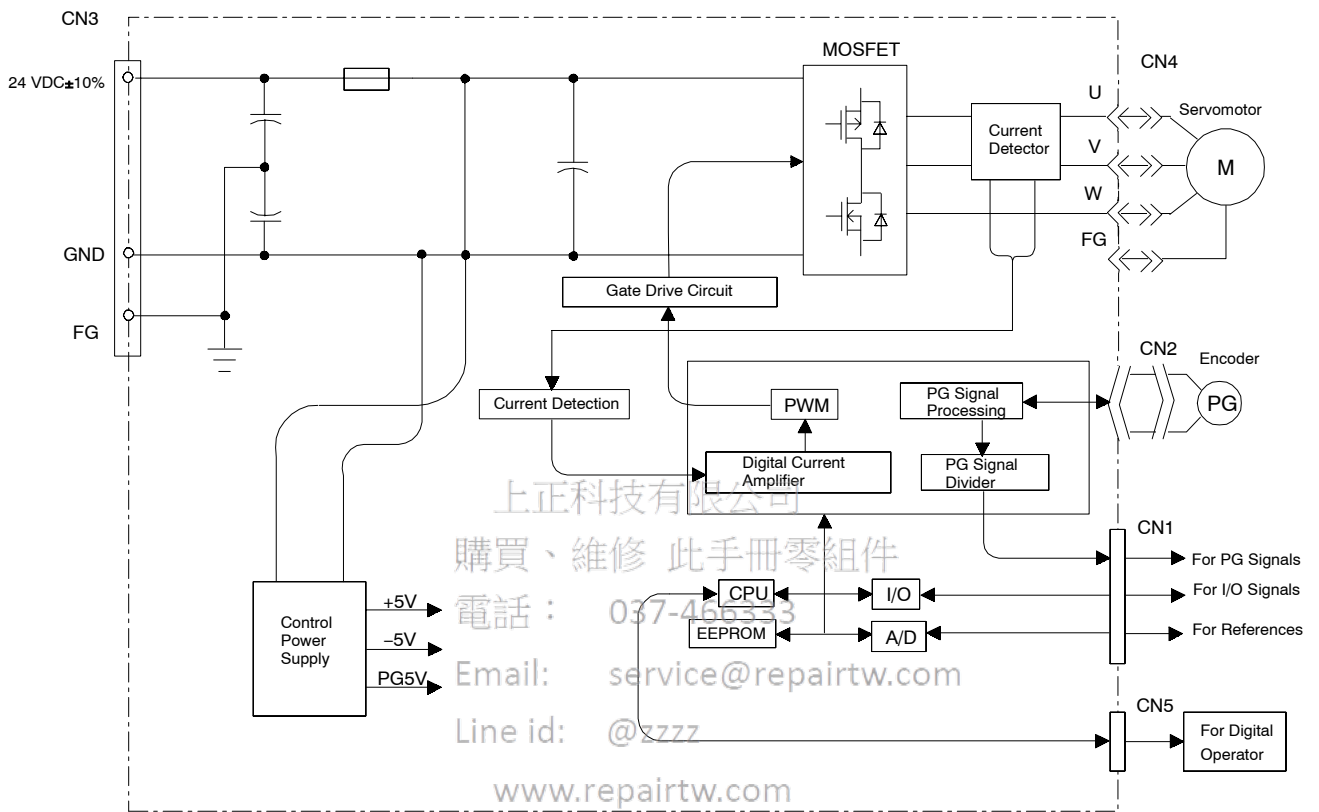 CN3
24 VDC±10%
GND
FG
MOSFET
Current
Detector
CN4
U
V
W
FG
Servomotor
M
Gate Drive Circuit
Current Detection
PWM
Digital Current
Amplifier
PG Signal
Processing
PG Signal
Divider
CN2
Encoder
PG
CN1
For PG Signals
For I/O Signals
For References
CPU
I/O
EEPROM
A/D
Control
Power
Supply
+5V
−5V
PG5V
CN5
For Digital
Operator
上正科技有限公司
購買、維修 此手冊零組件
電話: 037-466333
Email: service@repairtw.com
Line id: @zzzz
www.repairtw.com